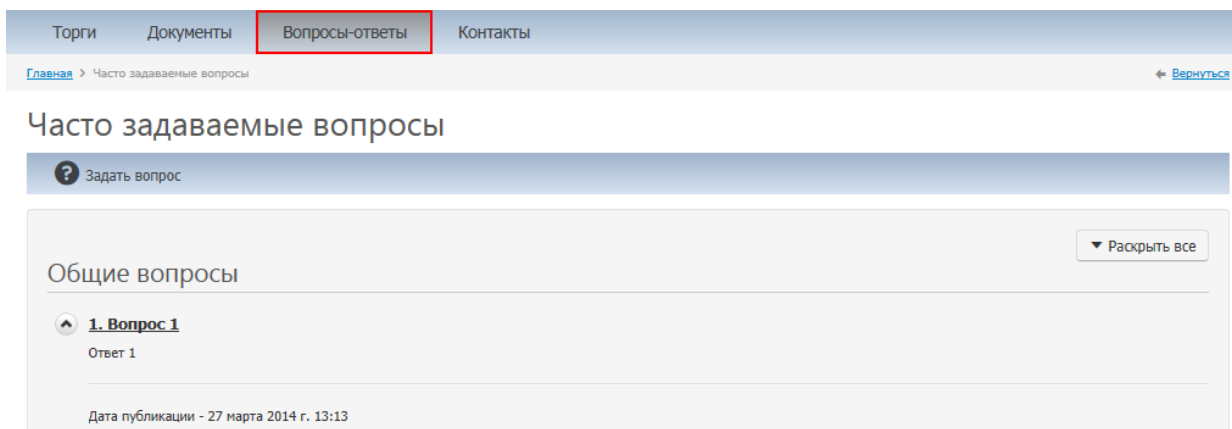 Торги Документы Вопросы-ответы Контакты
Главная > Часто задаваемые вопросы Вернуться
Часто задаваемые вопросы
? Задать вопрос
Раскрыть все
Общие вопросы
1. Вопрос 1
Ответ 1
Дата публикации - 27 марта 2014 г. 13:13